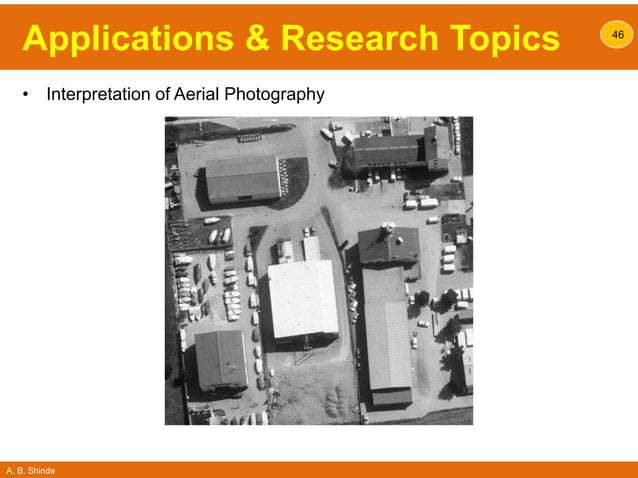 Applications & Research Topics
46
• Interpretation of Aerial Photography
A. B. Shinde